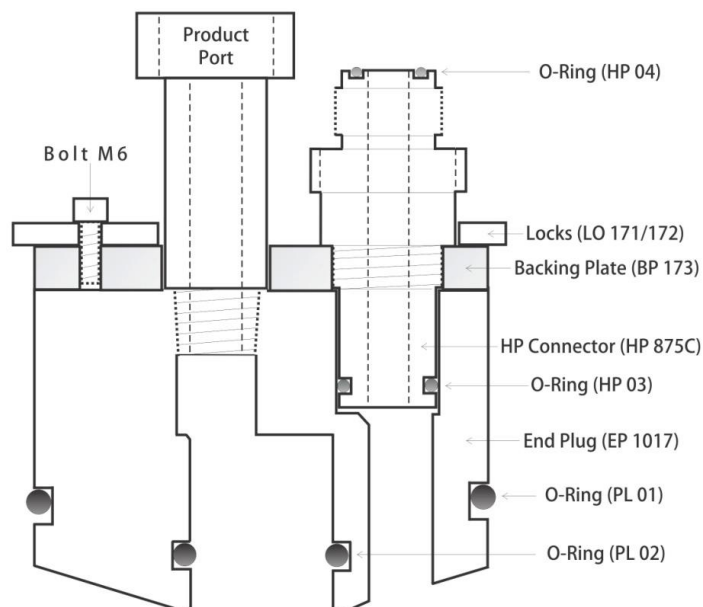 Product
Port
O-Ring (HP 04)
Bolt M6
Locks (LO 171/172)
Backing Plate (BP 173)
HP Connector (HP 875C)
O-Ring (HP 03)
End Plug (EP 1017)
O-Ring (PL 01)
O-Ring (PL 02)